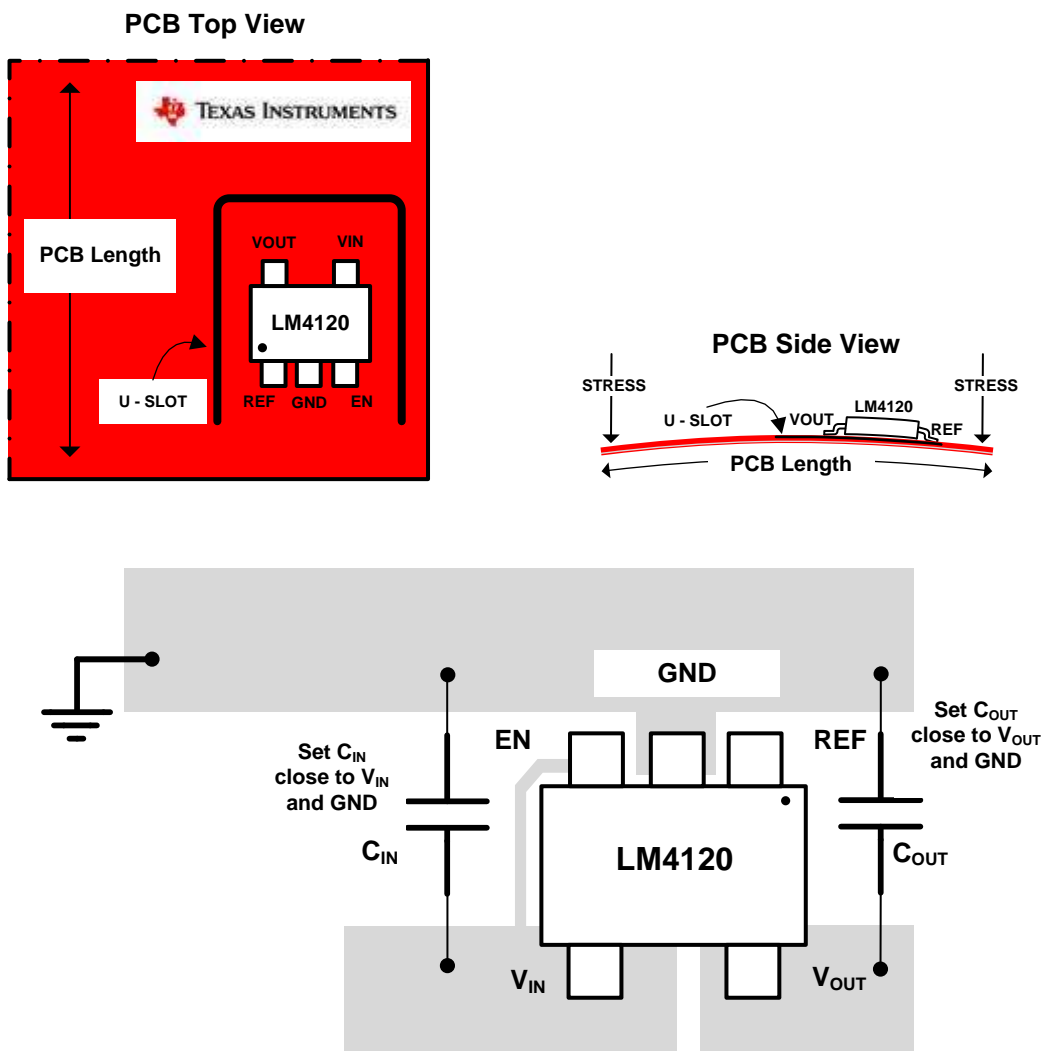 PCB Top View
TEXAS INSTRUMENTS
PCB Length
VOUT VIN
LM4120
U - SLOT
REF GND EN
PCB Side View
STRESS
STRESS
U - SLOT
VOUT
LM4120
REF
PCB Length
GND
EN
REF
Set COUT
close to VOUT
and GND
Set CIN
close to VIN
and GND
CIN
LM4120
COUT
VIN
VOUT